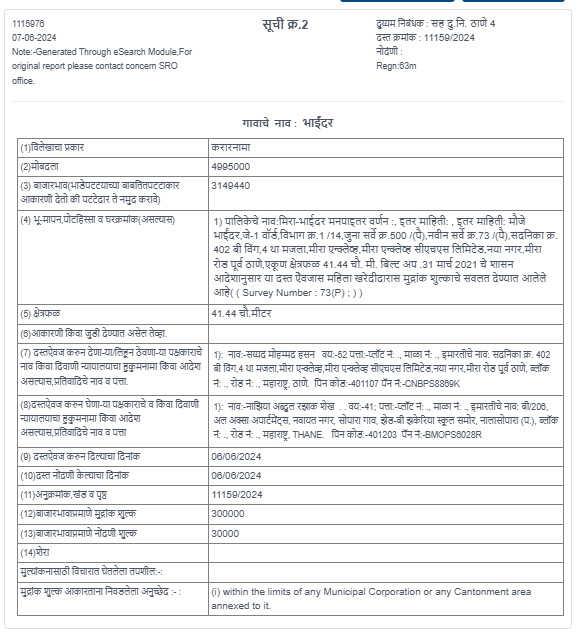 1115976
07-06-2024
Note:-Generated Through eSearch Module,For
original report please contact concern SRO
office.
सूची क्र.2
दुय्यम निबंधक : सह दु.नि. ठाणे 4
दस्त क्रमांक : 11159/2024
नोदंणी :
Regn:63m
गावाचे नाव : भाईंदर
(1)विलेखाचा प्रकार
करारनामा
(2)मोबदला
4995000
(3) बाजारभाव(भाडेपटटयाच्या बाबतितपटटाकार
आकारणी देतो की पटटेदार ते नमुद करावे)
3149440
(4) भू-मापन,पोटहिस्सा व घरक्रमांक(असल्यास)
1) पालिकेचे नाव:मिरा-भाईंदर मनपाइतर वर्णन :, इतर माहिती: , इतर माहिती: मौजे
भाईंदर,जे-1 वॉर्ड,विभाग क्र.1 /14,जुना सर्वे क्र.500 /(पै),नवीन सर्वे क्र.73 /(पै),सदनिका क्र.
402 बी विंग,4 था मजला,मीरा एन्क्लेव्ह,मीरा एन्क्लेव्ह सीएचएस लिमिटेड,नया नगर,मीरा
रोड पूर्व ठाणे,एकूण क्षेत्रफळ 41.44 चौ. मी. बिल्ट अप .31 मार्च 2021 चे शासन
आदेशानुसार या दस्त ऐवजास महिला खरेदीदारास मुद्रांक शुल्काचे सवलत देण्यात आलेले
आहे( ( Survey Number : 73(P) ; ) )
(5) क्षेत्रफळ
41.44 चौ.मीटर
(6)आकारणी किंवा जुडी देण्यात असेल तेव्हा.
(7) दस्तऐवज करुन देणा-या/लिहून ठेवणा-या पक्षकाराचे
नाव किंवा दिवाणी न्यायालयाचा हुकुमनामा किंवा आदेश
असल्यास,प्रतिवादिचे नाव व पत्ता.
1): नाव:-सय्यद मोहम्मद हसन वय:-52 पत्ता:-प्लॉट नं: ., माळा नं: ., इमारतीचे नाव: सदनिका क्र. 402
बी विंग,4 था मजला,मीरा एन्क्लेव्ह,मीरा एन्क्लेव्ह सीएचएस लिमिटेड,नया नगर,मीरा रोड पूर्व ठाणे, ब्लॉक
नं: ., रोड नं: ., महाराष्ट्र, ठाणे. पिन कोड:-401107 पॅन नं:-CNBPS8869K
(8)दस्तऐवज करुन घेणा-या पक्षकाराचे व किंवा दिवाणी
न्यायालयाचा हुकुमनामा किंवा आदेश
असल्यास,प्रतिवादिचे नाव व पत्ता
1): नाव:-नाझिया अब्दुल रझाक शेख . . वय:-41; पत्ता:-प्लॉट नं: ., माळा नं: ., इमारतीचे नाव: बी/206,
अल अक्सा अपार्टमेंट्स, नवायत नगर, सोपारा गाव, झेड-बी झकेरिया स्कूल समोर, नालासोपारा (प.), ब्लॉक
नं: ., रोड नं: ., महाराष्ट्र, THANE. पिन कोड:-401203 पॅन नं:-BMOPS6028R
(9) दस्तऐवज करुन दिल्याचा दिनांक
06/06/2024
(10)दस्त नोंदणी केल्याचा दिनांक
06/06/2024
(11)अनुक्रमांक,खंड व पृष्ठ
11159/2024
(12)बाजारभावाप्रमाणे मुद्रांक शुल्क
300000
(13)बाजारभावाप्रमाणे नोंदणी शुल्क
30000
(14)शेरा
मुल्यांकनासाठी विचारात घेतलेला तपशील:-:
मुद्रांक शुल्क आकारताना निवडलेला अनुच्छेद :- :
(i) within the limits of any Municipal Corporation or any Cantonment area
annexed to it.